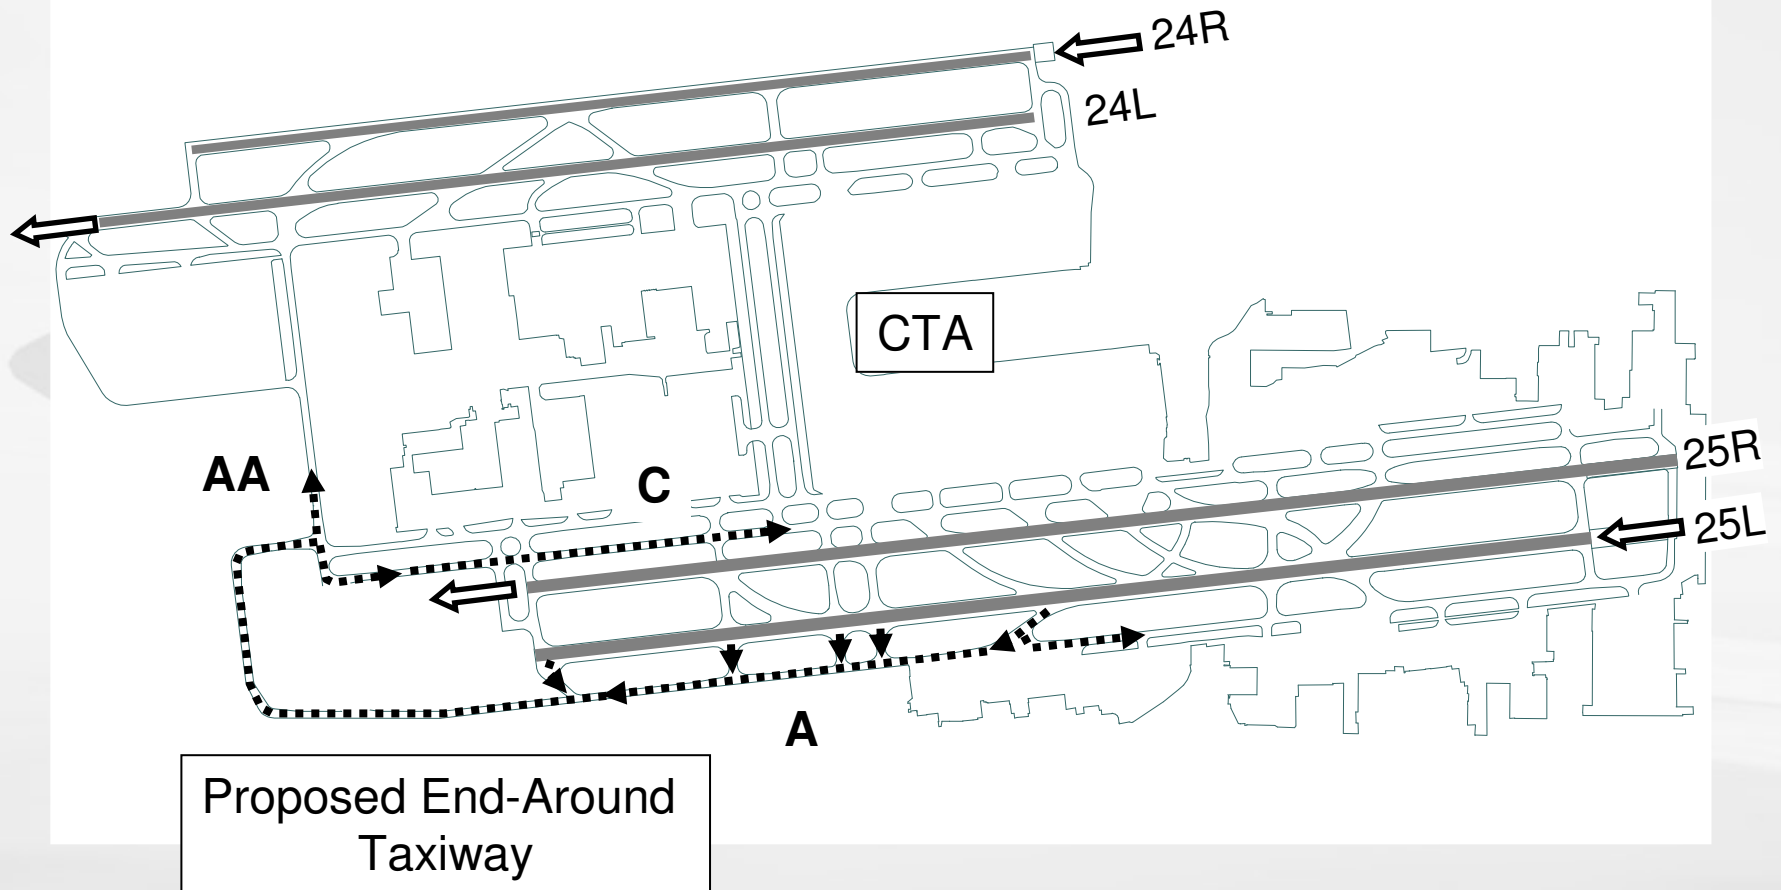 24R
24L
CTA
25R
25L
AA
C
A
Proposed End-Around
Taxiway